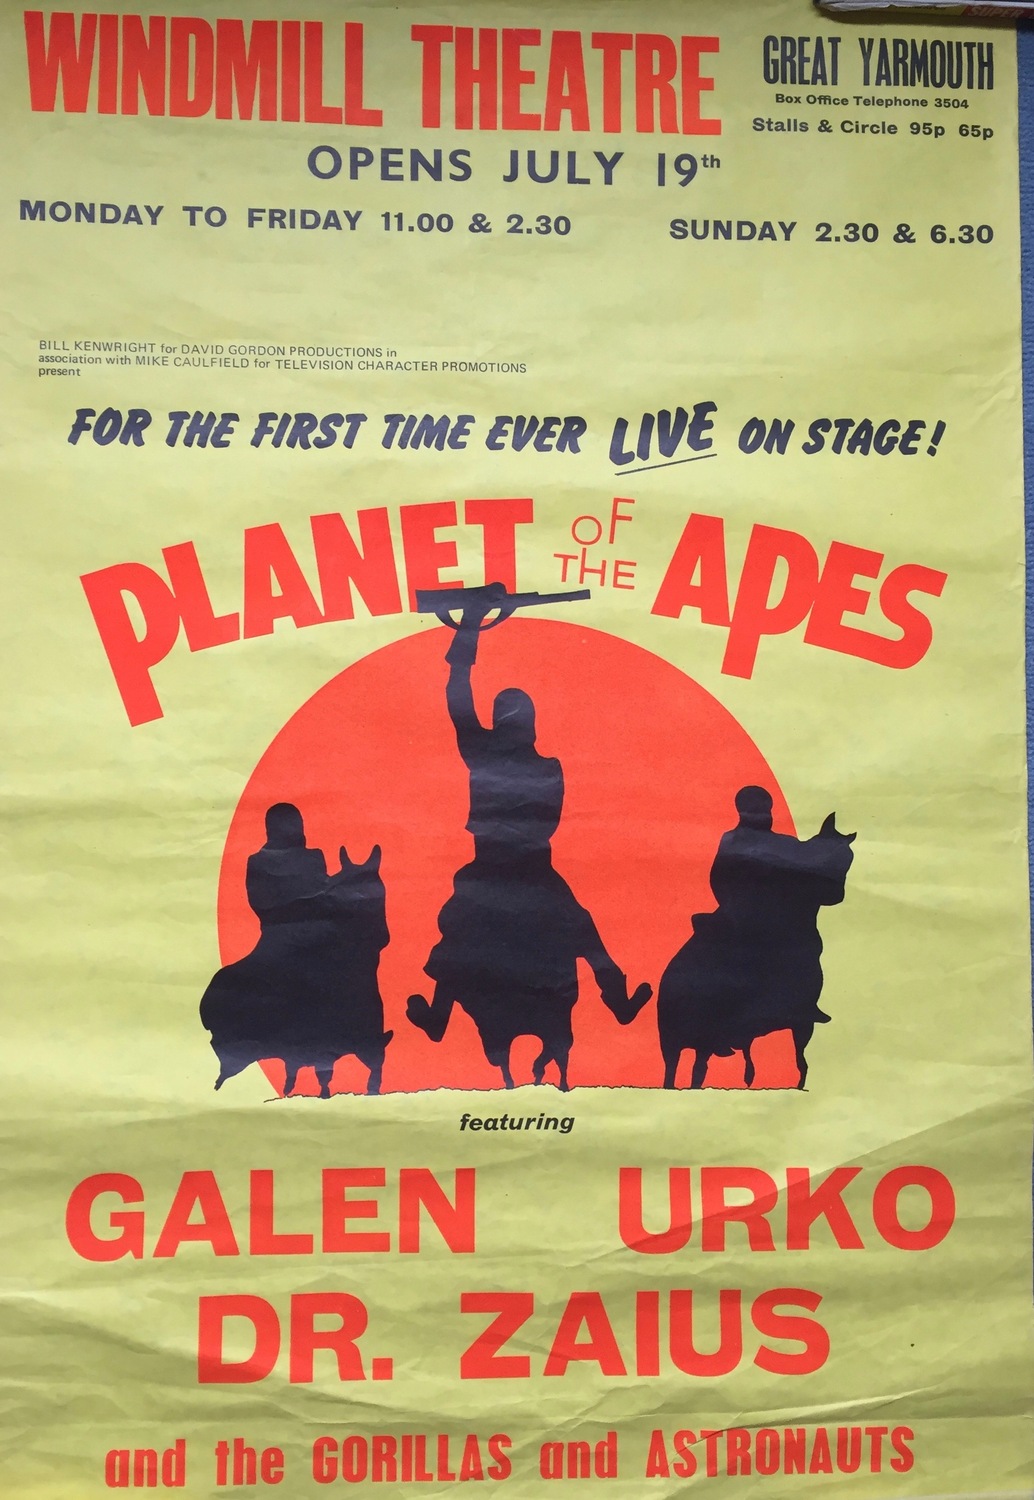 WINDMILL THEATRE
GREAT YARMOUTH
Box Office Telephone 3504
Stalls & Circle 95p 65p
OPENS JULY 19th
MONDAY TO FRIDAY 11.00 & 2.30
SUNDAY 2.30 & 6.30
BILL KENWRIGHT for DAVID GORDON PRODUCTIONS in
association with MIKE CAULFIELD for TELEVISION CHARACTER PROMOTIONS
present
FOR THE FIRST TIME EVER LIVE ON STAGE!
PLANET OF THE APES
featuring
GALEN URKO
DR. ZAIUS
and the GORILLAS and ASTRONAUTS